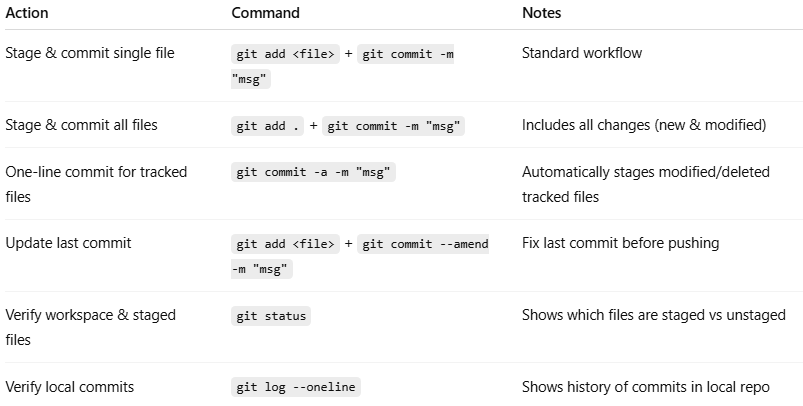 Action Command Notes
Stage & commit single file git add <file> + git commit -m Standard workflow
"msg"
Stage & commit all files git add . + git commit -m "msg" Includes all changes (new & modified)
One-line commit for tracked git commit -a -m "msg" Automatically stages modified/deleted
files tracked files
Update last commit git add <file> + git commit --amend Fix last commit before pushing
-m "msg"
Verify workspace & staged git status Shows which files are staged vs unstaged
files
Verify local commits git log --oneline Shows history of commits in local repo